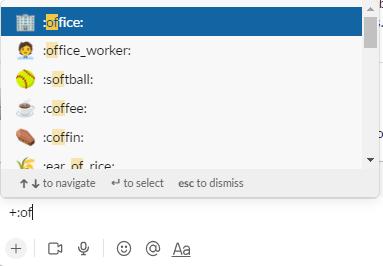 :office:
:office_worker:
:softball:
:coffee:
:coffin:
:ear_of_rice:
↑↓ to navigate ↵ to select esc to dismiss
+:of
Aa